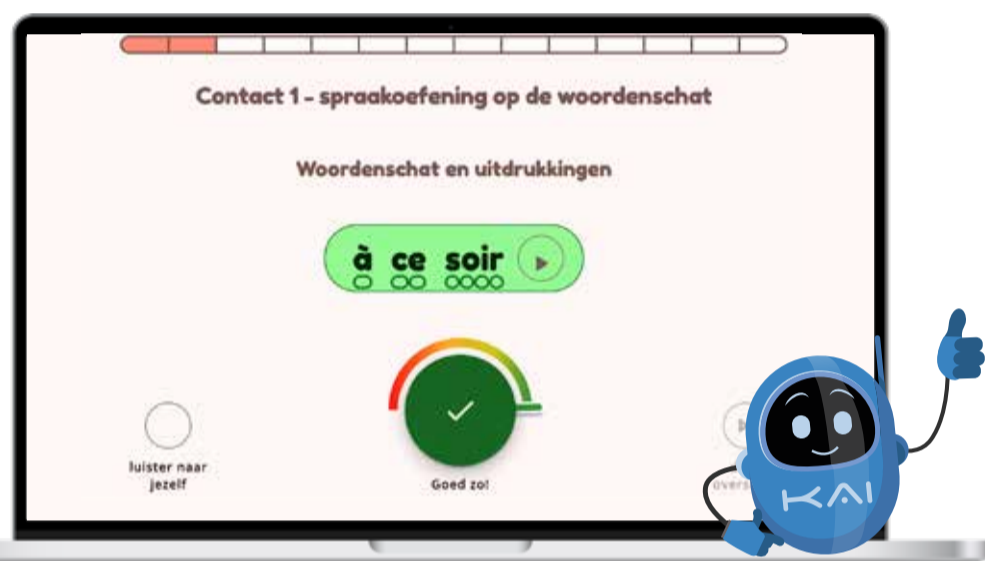 Contact 1 - spraakoefening op de woordenschat
Woordenschat en uitdrukkingen
à ce soir
luister naar
jezelf
Goed zo!
KAI